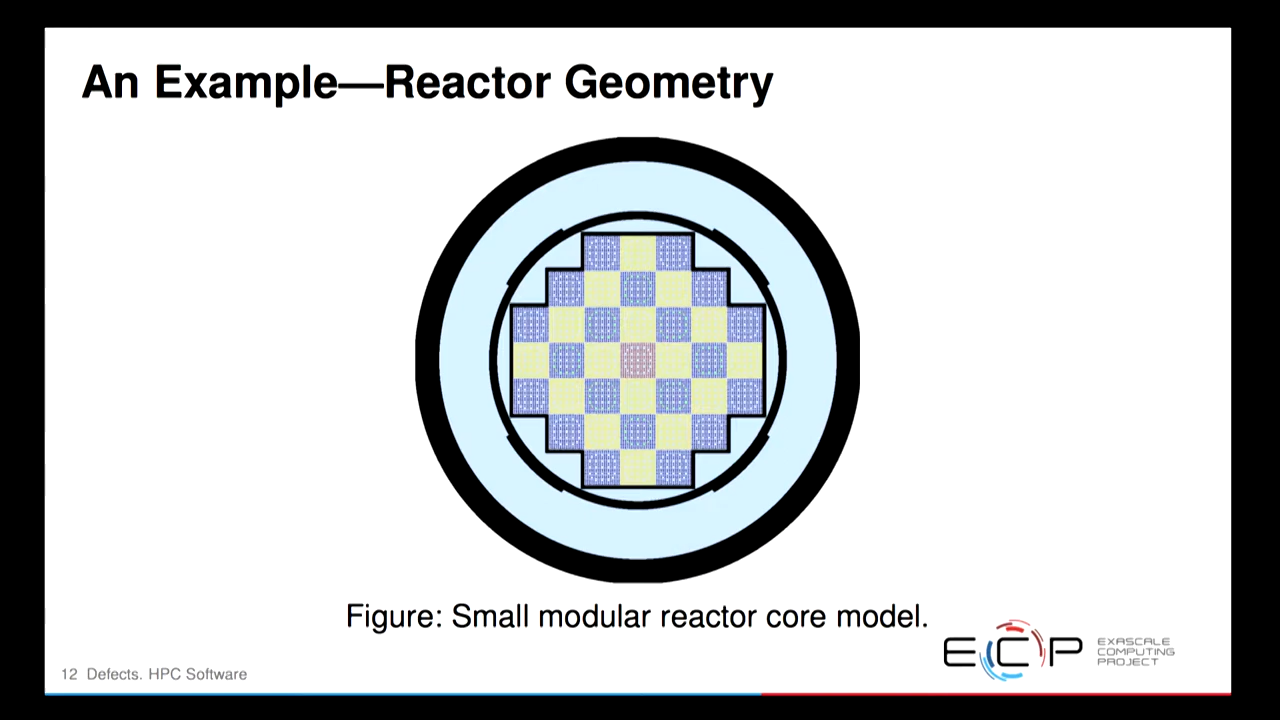 An Example—Reactor Geometry
Figure: Small modular reactor core model.
ECP
EXASCALE
COMPUTING
PROJECT
12 Defects. HPC Software